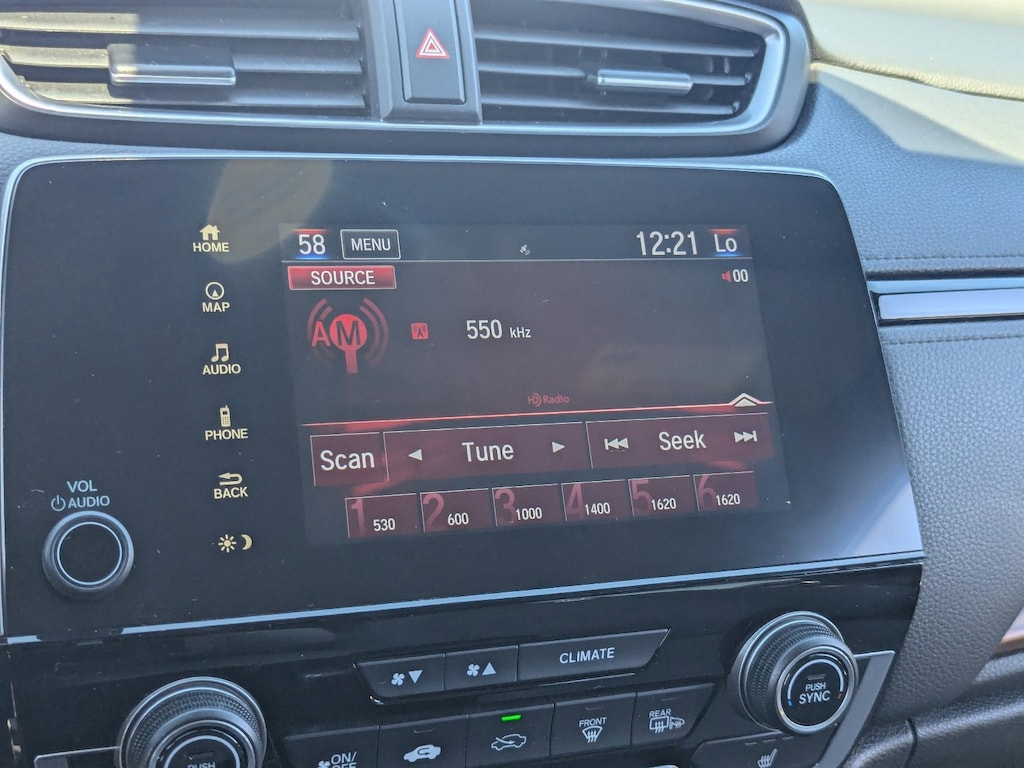 HOME
MAP
AUDIO
PHONE
BACK
VOL
AUDIO
58 MENU 12:21 Lo
SOURCE 00
AM 550 kHz
HD Radio
Scan Tune Seek
1 530 2 600 3 1000 4 1400 5 1620 6 1620
CLIMATE
PUSH
SYNC
ON/
OFF
FRONT
REAR
PUSH